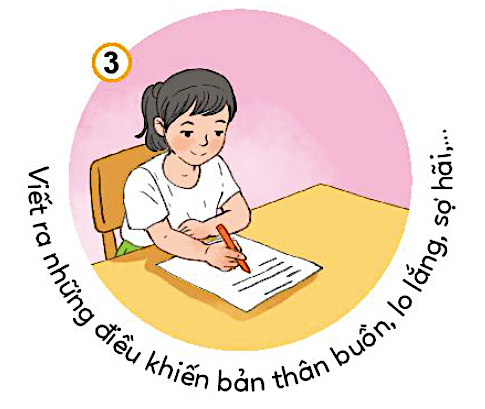 3
Viết ra những điều khiến bản thân buồn, lo lắng, sợ hãi,...